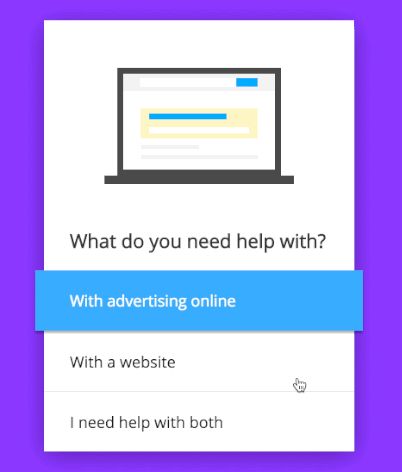 What do you need help with?
With advertising online
With a website
I need help with both